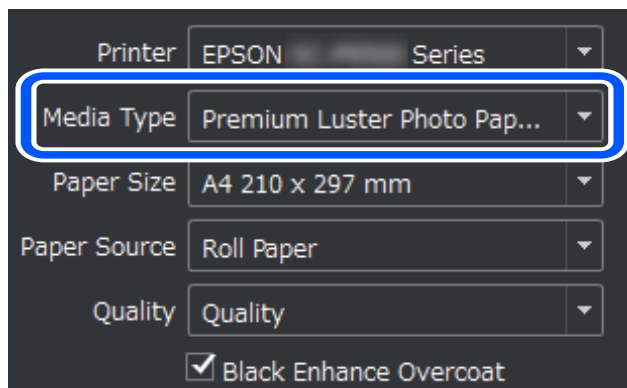 Printer EPSON Series
Media Type Premium Luster Photo Pap...
Paper Size A4 210 x 297 mm
Paper Source Roll Paper
Quality Quality
Black Enhance Overcoat